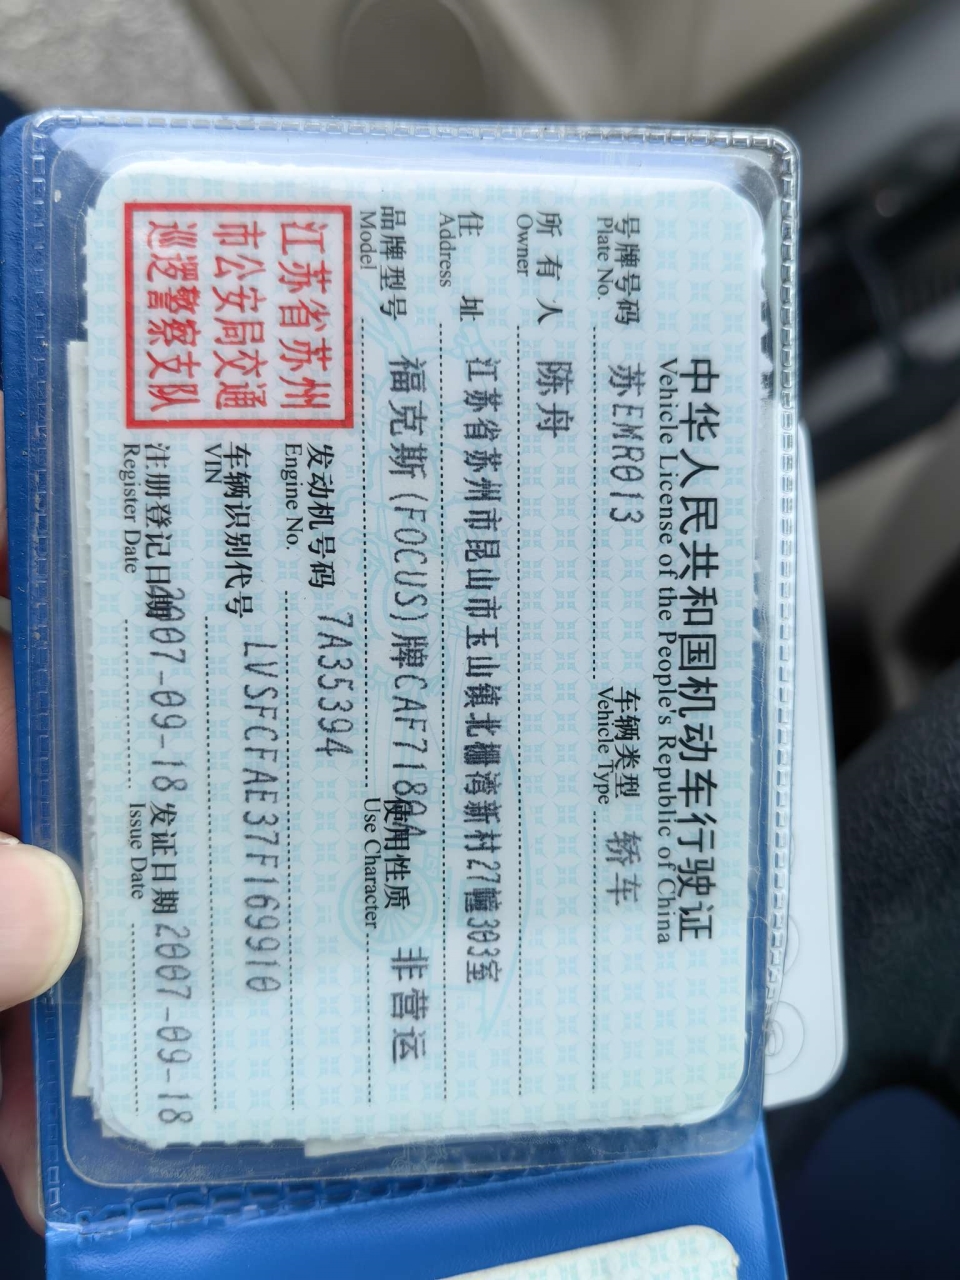 中华人民共和国机动车行驶证
Vehicle License of the People's Republic of China
号牌号码 苏EMR013 车辆类型 轿车
Plate No. Vehicle Type
所有人 陈舟
Owner
住址 江苏省苏州市昆山市玉山镇北栅湾新村27幢303室
Address
品牌型号 福克斯(FOCUS)牌CAF7180A 使用性质 非营运
Model Use Character
江苏省苏州
市公安局交通
巡逻警察支队
发动机号码 7A35394
Engine No.
车辆识别代号 LVSFCFAE37F169910
VIN
注册登记日期 2007-09-18 发证日期 2007-09-18
Register Date Issue Date